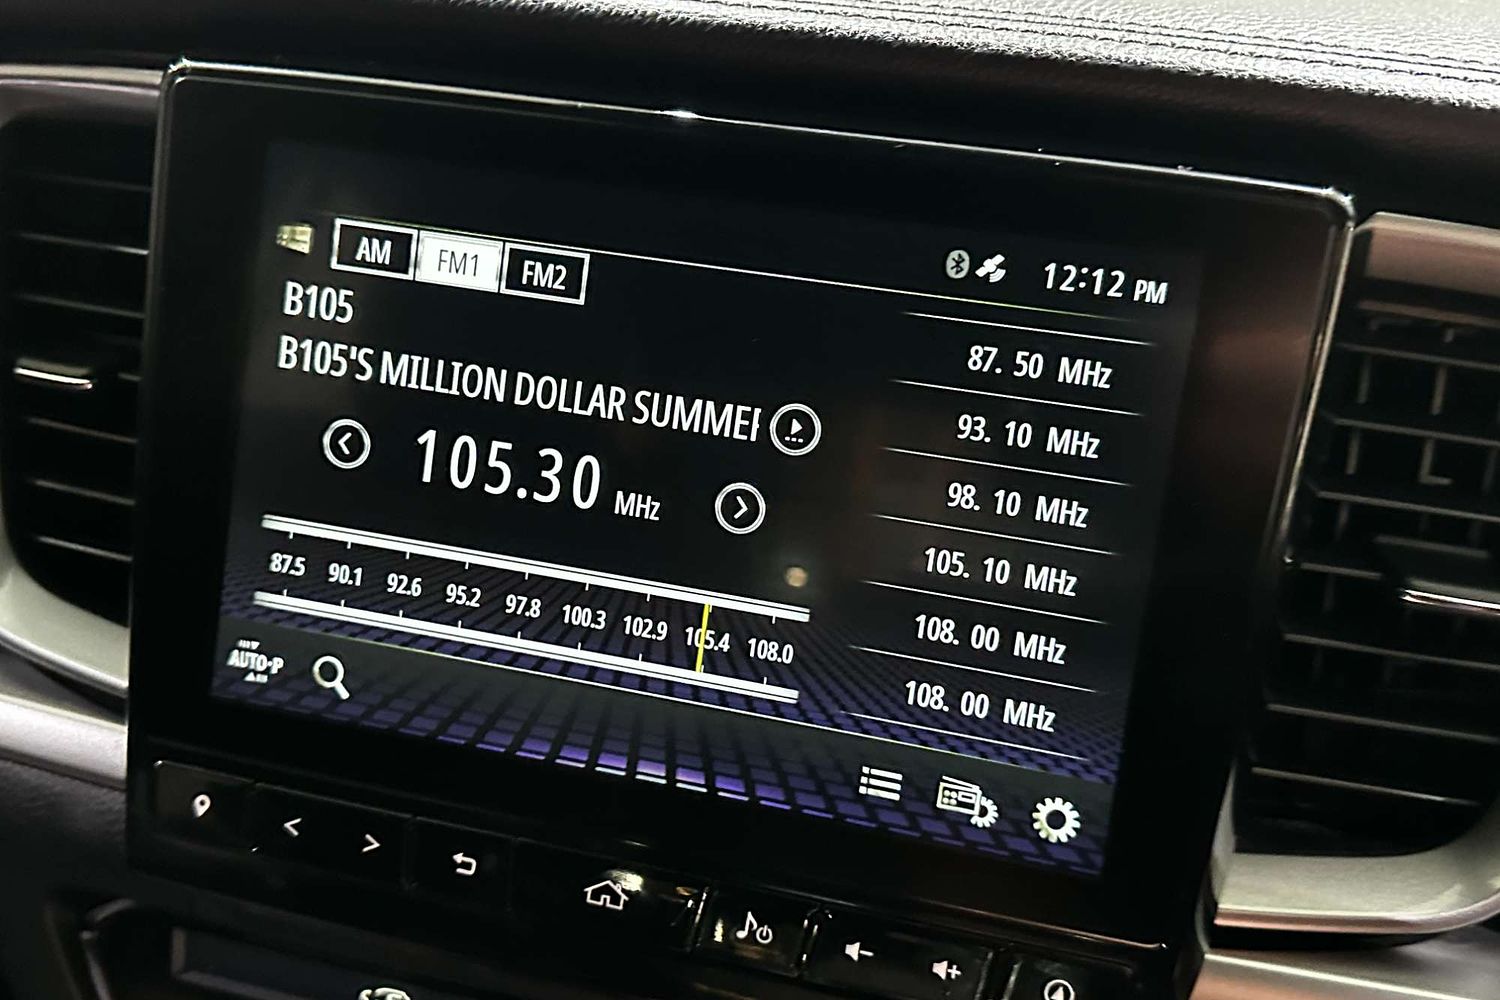 AM FM1 FM2
12:12 PM
B105
B105'S MILLION DOLLAR SUMMER
105.30 MHz
87.5 90.1 92.6 95.2 97.8 100.3 102.9 105.4 108.0
AUTO-P
87. 50 MHz
93. 10 MHz
98. 10 MHz
105. 10 MHz
108. 00 MHz
108. 00 MHz